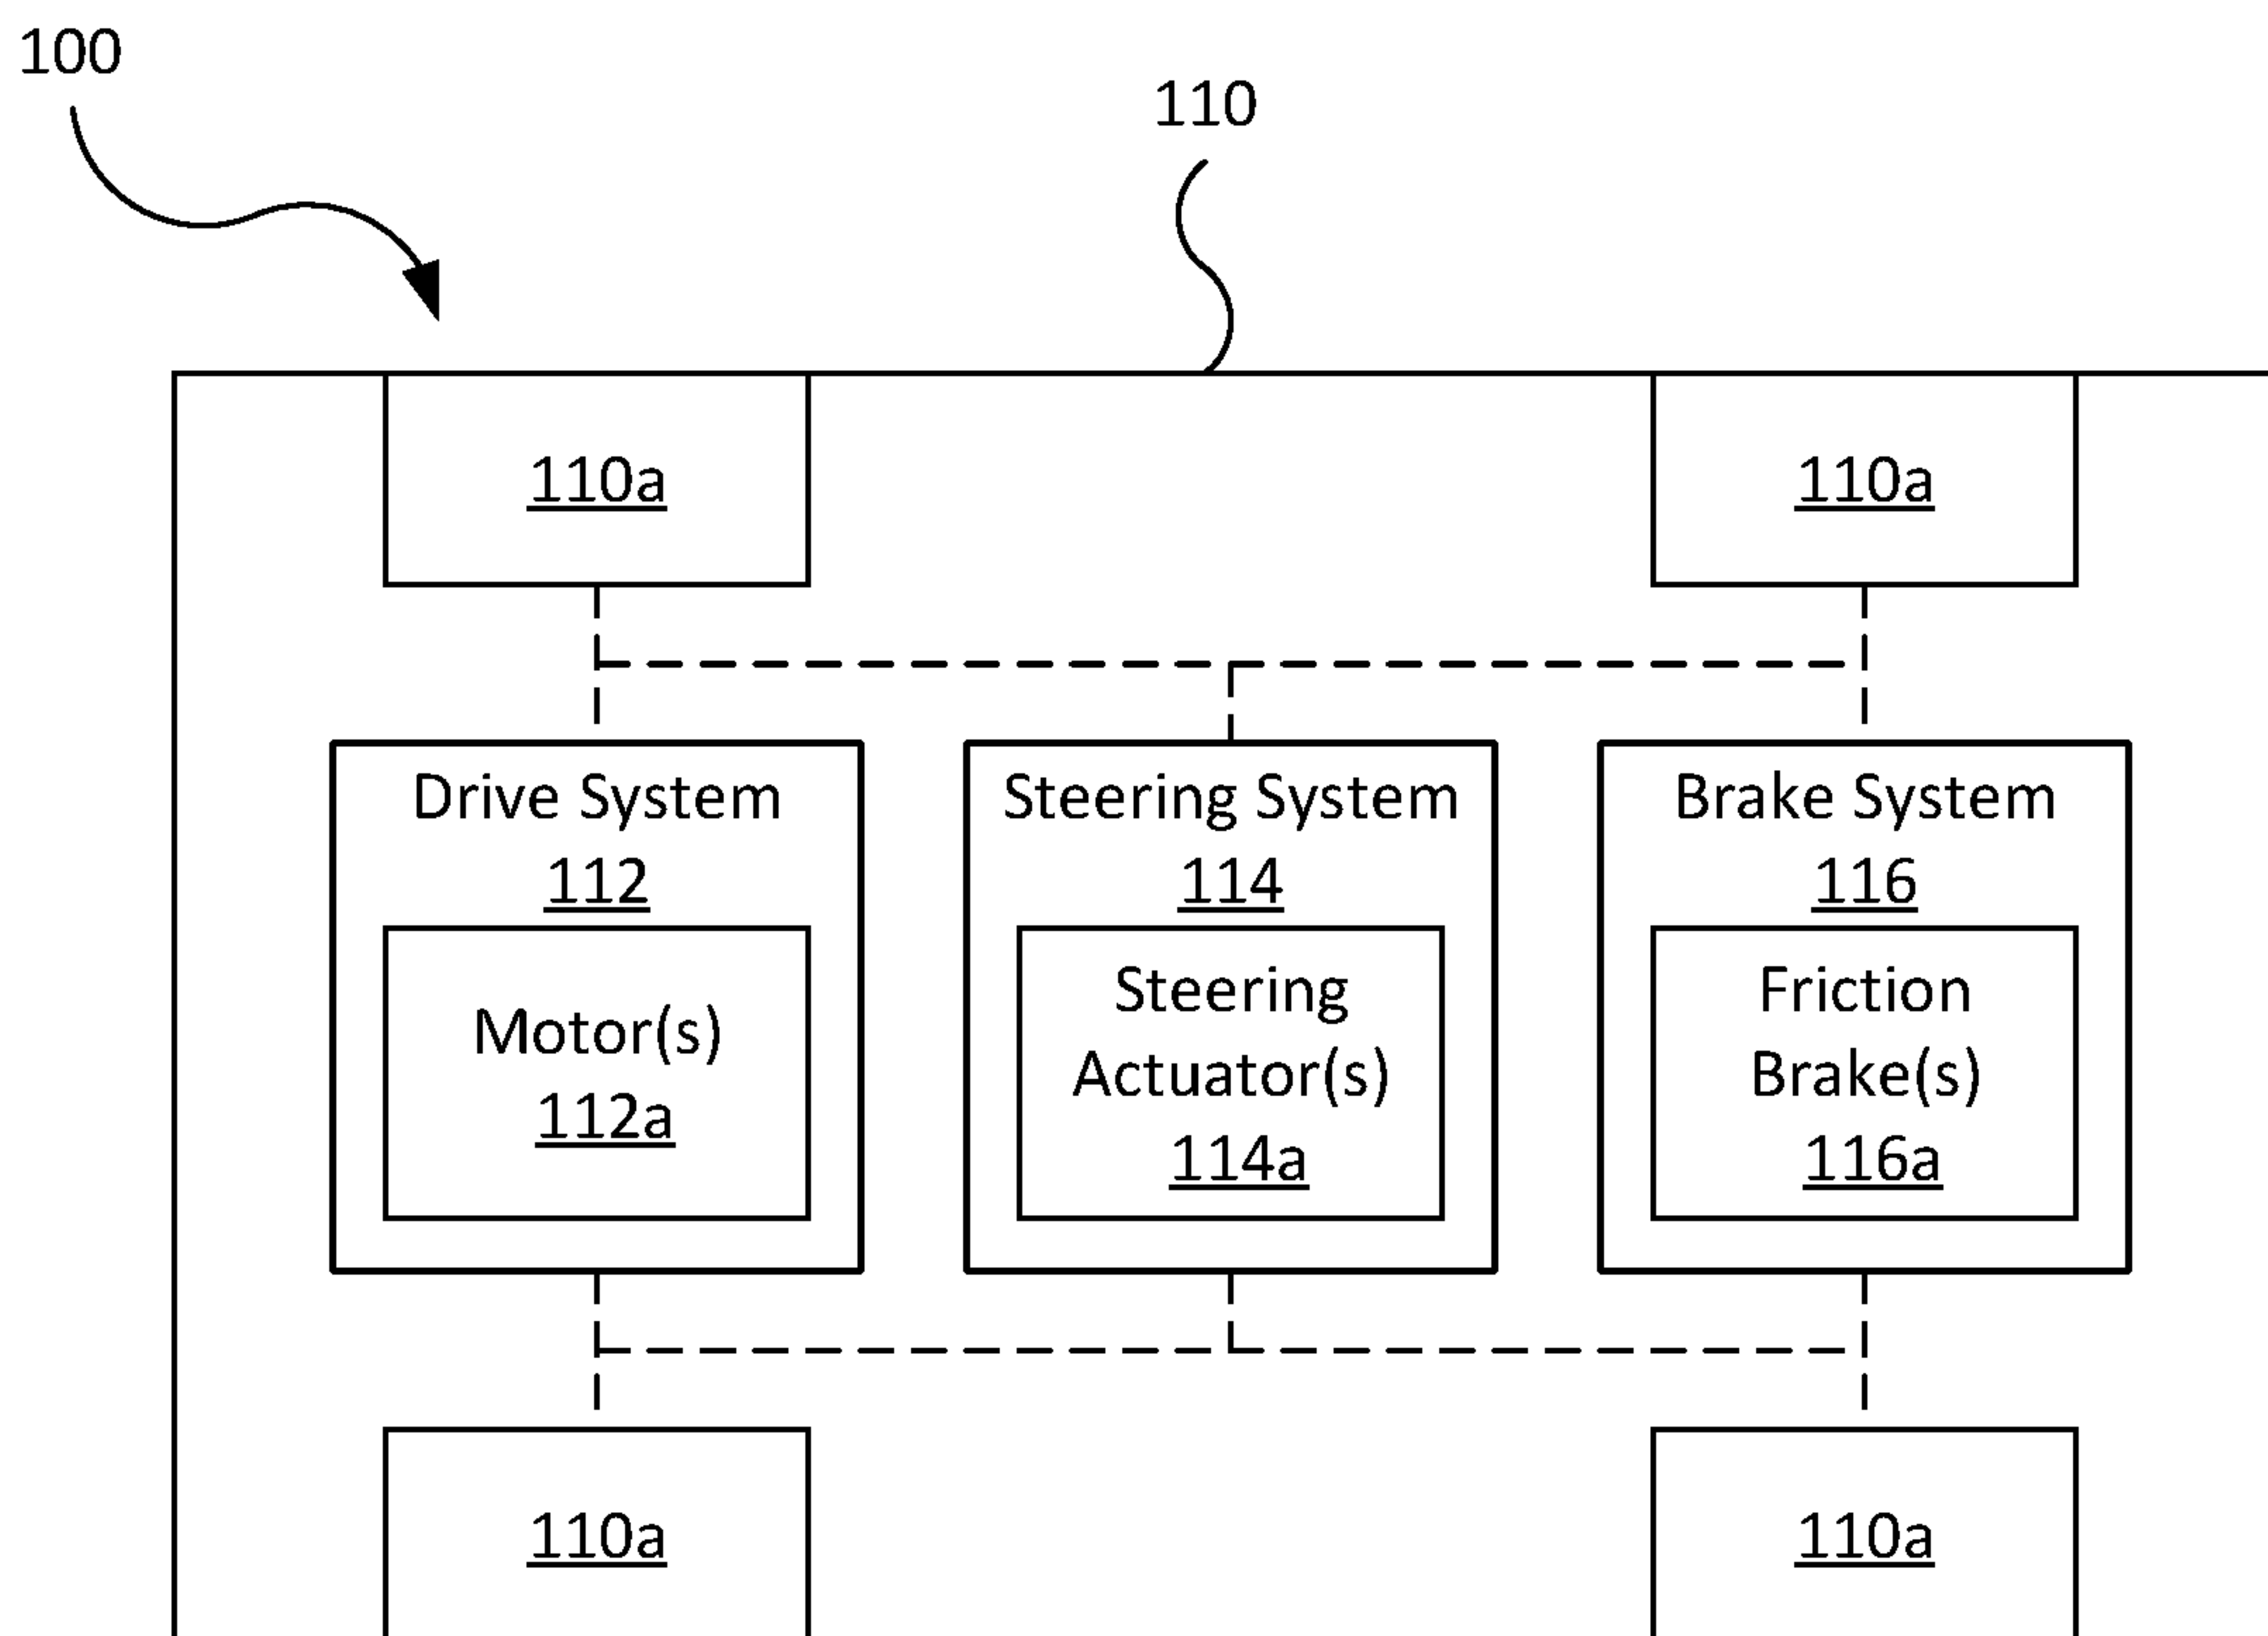 100
110
110a
110a
Drive System
112
Motor(s)
112a
Steering System
114
Steering
Actuator(s)
114a
Brake System
116
Friction
Brake(s)
116a
110a
110a